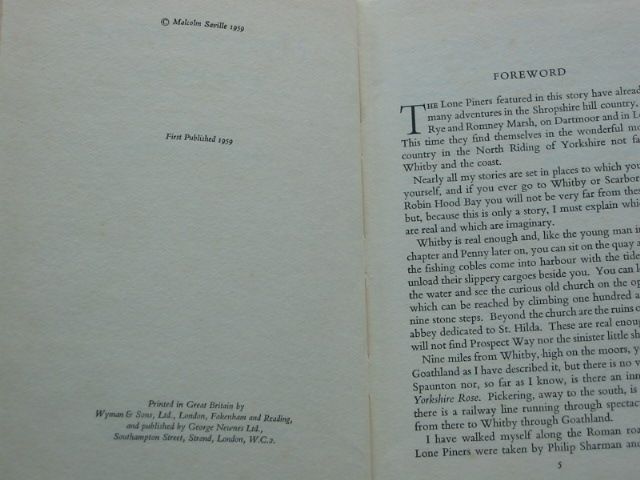 © Malcolm Saville 1959
First Published 1959
Printed in Great Britain by
Wyman & Sons, Ltd., London, Fakenham and Reading,
and published by George Newnes Ltd.,
Southampton Street, Strand, London, W.C.2.
FOREWORD
THE Lone Piners featured in this story have alread
many adventures in the Shropshire hill country,
Rye and Romney Marsh, on Dartmoor and in Lo
This time they find themselves in the wonderful mo
country in the North Riding of Yorkshire not fa
Whitby and the coast.
Nearly all my stories are set in places to which you
yourself, and if you ever go to Whitby or Scarbor
Robin Hood Bay you will not be very far from thes
but, because this is only a story, I must explain whic
are real and which are imaginary.
Whitby is real enough and, like the young man in
chapter and Penny later on, you can sit on the quay a
the fishing cobles come into harbour with the tide
unload their slippery cargoes beside you. You can l
the water and see the curious old church on the op
which can be reached by climbing one hundred a
nine stone steps. Beyond the church are the ruins o
abbey dedicated to St. Hilda. These are real enoug
will not find Prospect Way nor the sinister little sh
Nine miles from Whitby, high on the moors, y
Goathland as I have described it, but there is no v
Spaunton nor, so far as I know, is there an inn
Yorkshire Rose. Pickering, away to the south, is
there is a railway line running through spectac
from there to Whitby through Goathland.
I have walked myself along the Roman roa
Lone Piners were taken by Philip Sharman and
5